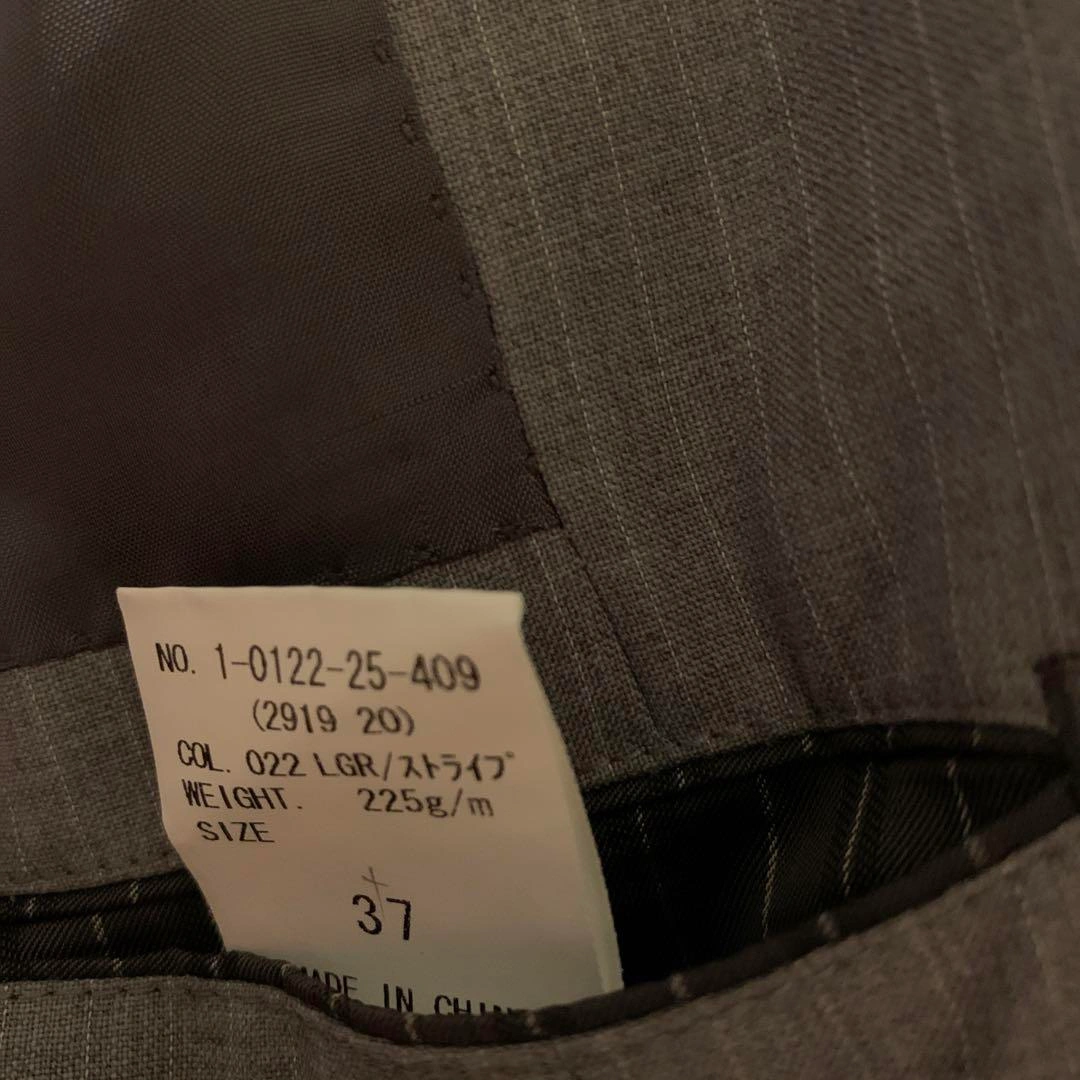 NO. 1-0122-25-409
(2919 20)
COL. 022 LGR/ストライプ
WEIGHT. 225g/m
SIZE
37
MADE IN CHIN